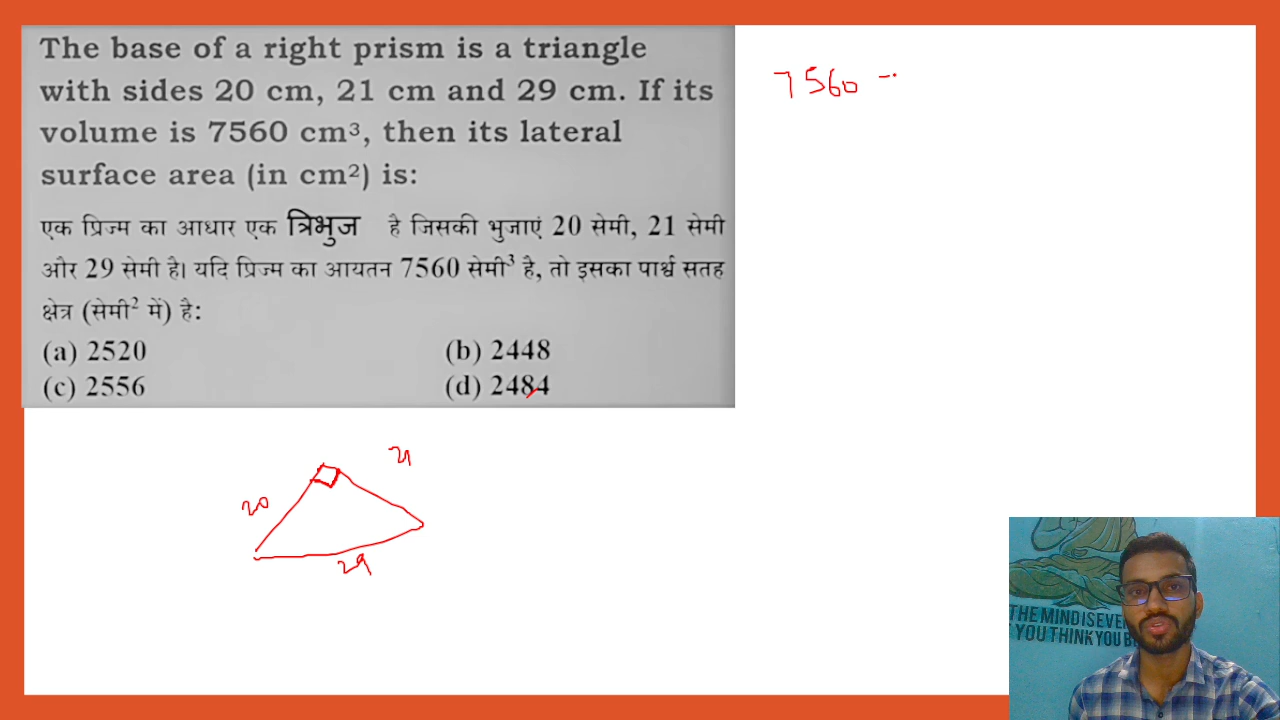 The base of a right prism is a triangle
with sides 20 cm, 21 cm and 29 cm. If its
volume is 7560 cm³, then its lateral
surface area (in cm²) is:
एक प्रिज्म का आधार एक त्रिभुज है जिसकी भुजाएं 20 सेमी, 21 सेमी
और 29 सेमी है। यदि प्रिज्म का आयतन 7560 सेमी³ है, तो इसका पार्श्व सतह
क्षेत्र (सेमी² में) है:
(a) 2520 (b) 2448
(c) 2556 (d) 2484
7560 -
21
20
29
THE MIND IS EVER
YOU THINK YOU B